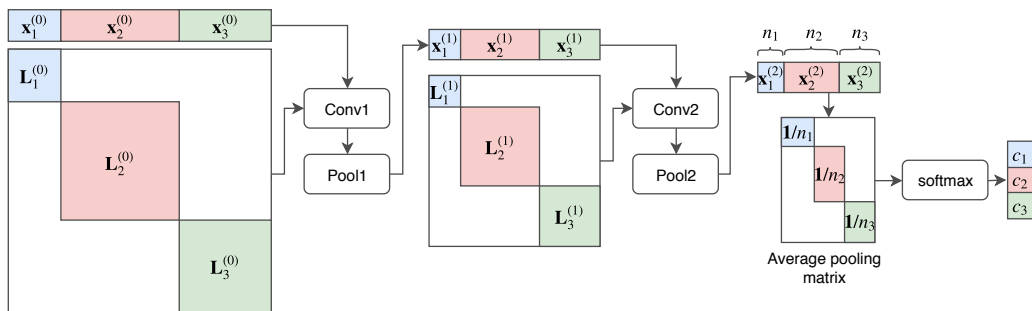 x₁⁽⁰⁾ x₂⁽⁰⁾ x₃⁽⁰⁾
L₁⁽⁰⁾
L₂⁽⁰⁾
L₃⁽⁰⁾
Conv1
Pool1
x₁⁽¹⁾ x₂⁽¹⁾ x₃⁽¹⁾
L₁⁽¹⁾
L₂⁽¹⁾
L₃⁽¹⁾
Conv2
Pool2
n₁ n₂ n₃
x₁⁽²⁾ x₂⁽²⁾ x₃⁽²⁾
1/n₁
1/n₂
1/n₃
Average pooling
matrix
softmax
c₁
c₂
c₃